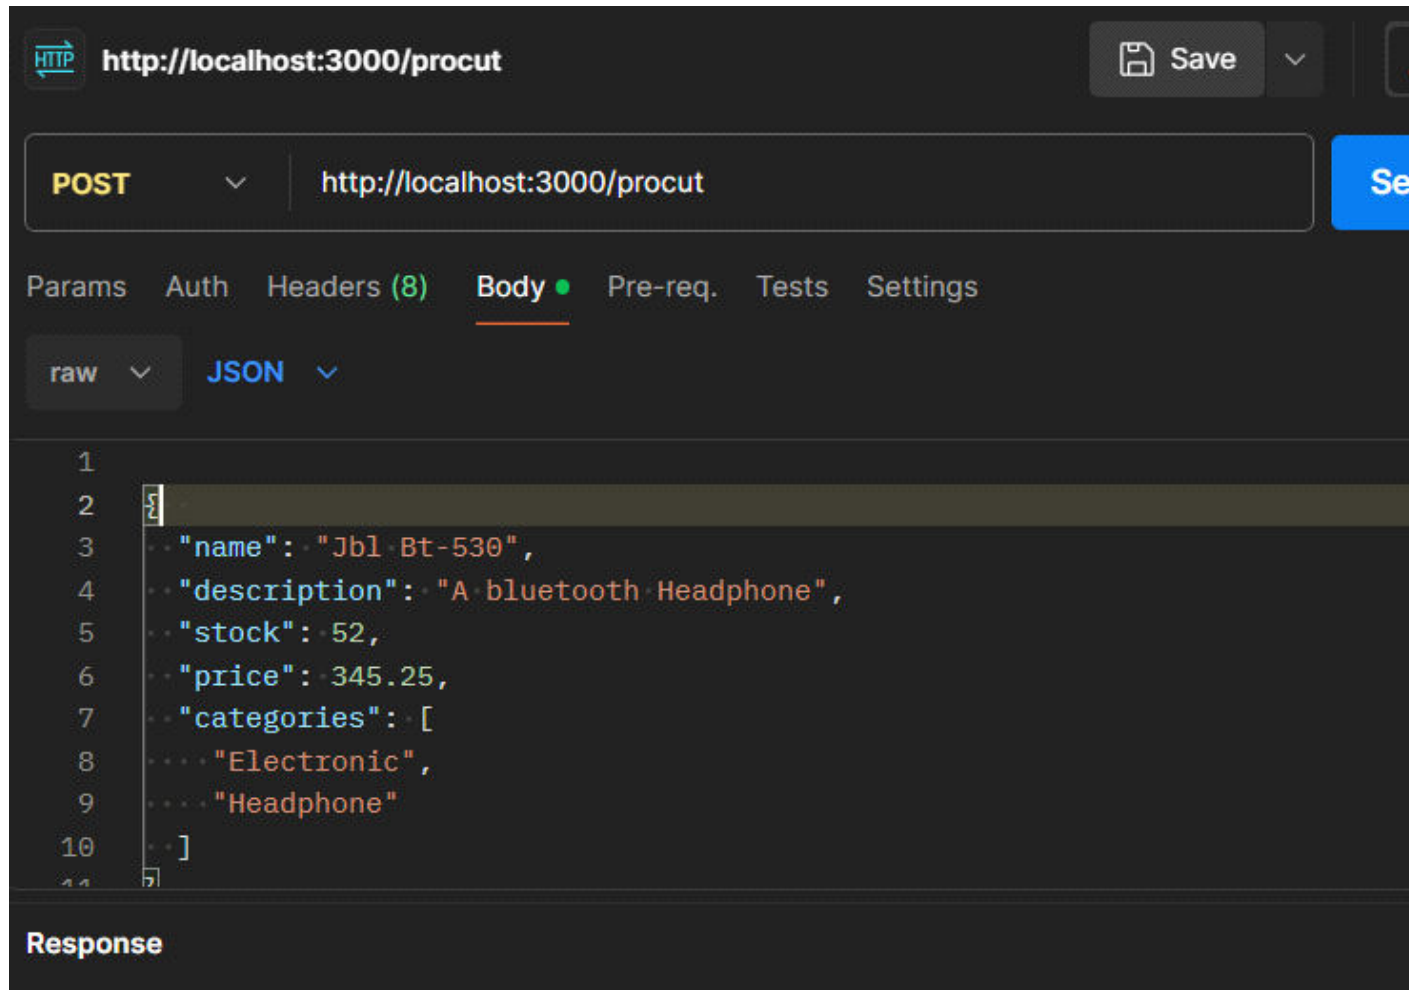 HTTP http://localhost:3000/procut Save
POST http://localhost:3000/procut Se
Params Auth Headers (8) Body Pre-req. Tests Settings
raw JSON
1
2 {
3 "name": "Jbl Bt-530",
4 "description": "A bluetooth Headphone",
5 "stock": 52,
6 "price": 345.25,
7 "categories": [
8 "Electronic",
9 "Headphone"
10 ]
Response